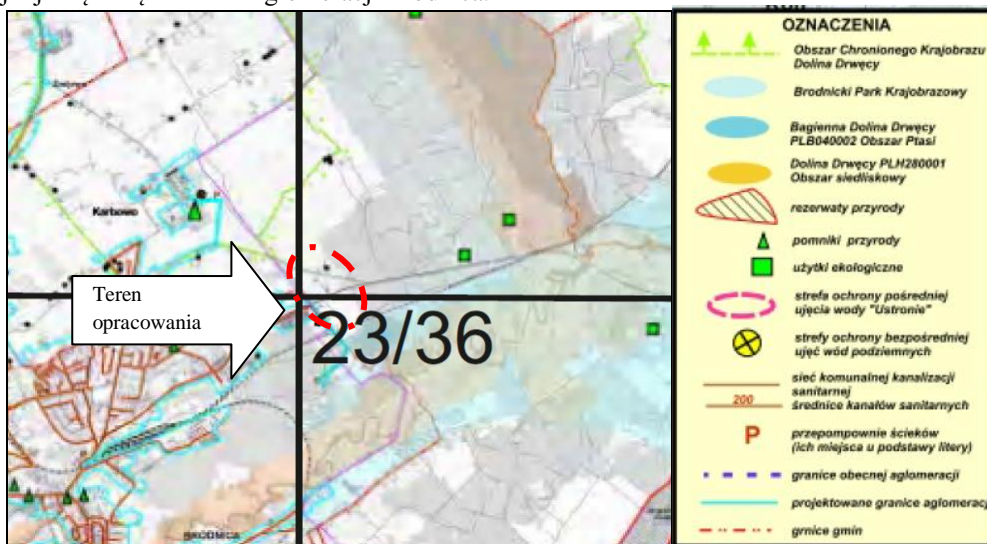 OZNACZENIA
Obszar Chronionego Krajobrazu
Dolina Drwęcy
Brodnicki Park Krajobrazowy
Bagienna Dolina Drwęcy
PLB040002 Obszar Ptasi
Dolina Drwęcy PLH280001
Obszar siedliskowy
rezerwaty przyrody
pomniki przyrody
użytki ekologiczne
strefa ochrony pośredniej
ujęcia wody "Ustronie"
strefy ochrony bezpośredniej
ujęć wód podziemnych
sieć komunalnej kanalizacji
sanitarnej
200
średnice kanałów sanitarnych
P
przepompownie ścieków
(ich miejsca u podstawy litery)
granice obecnej aglomeracji
projektowane granice aglomeracj
grnice gmin
Karbowo
P
Teren
opracowania
23/36
BRODNICA